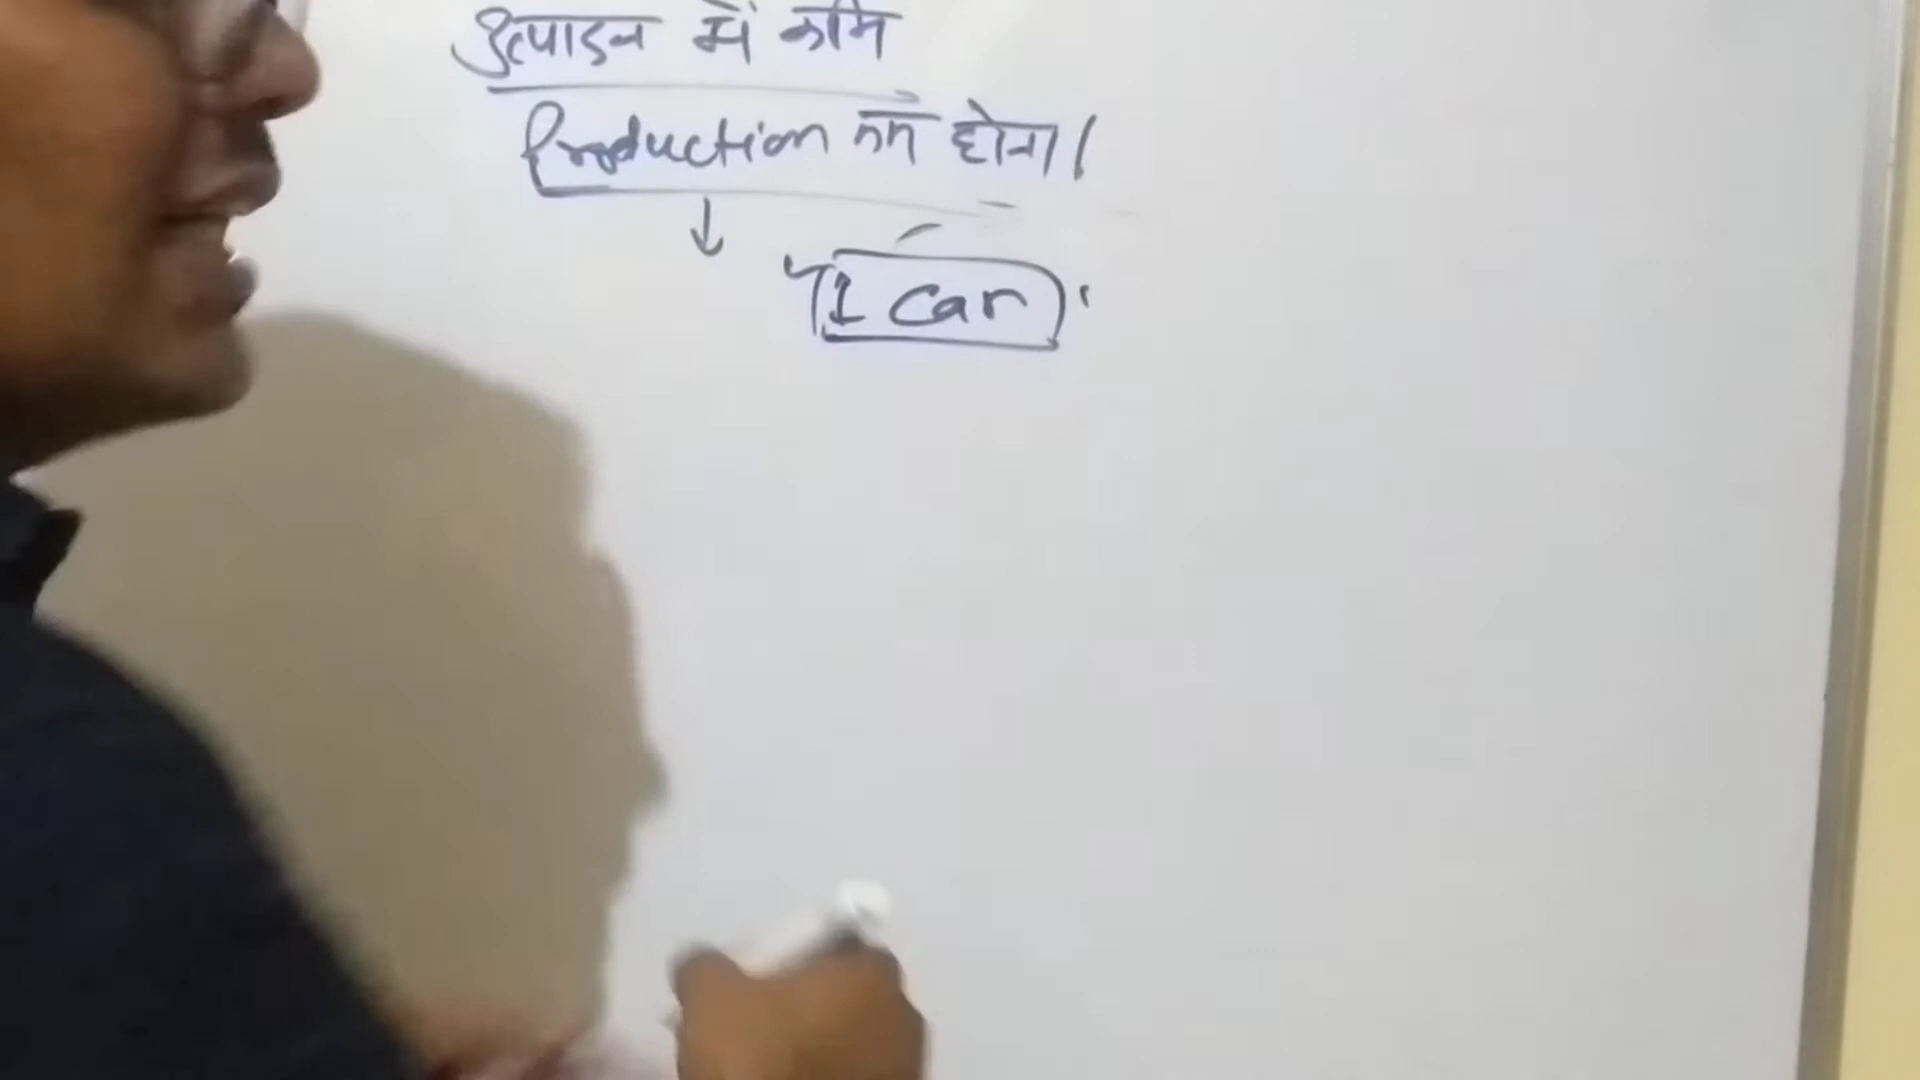 उत्पादन में कमि
Production कम होना।
"1 Car"